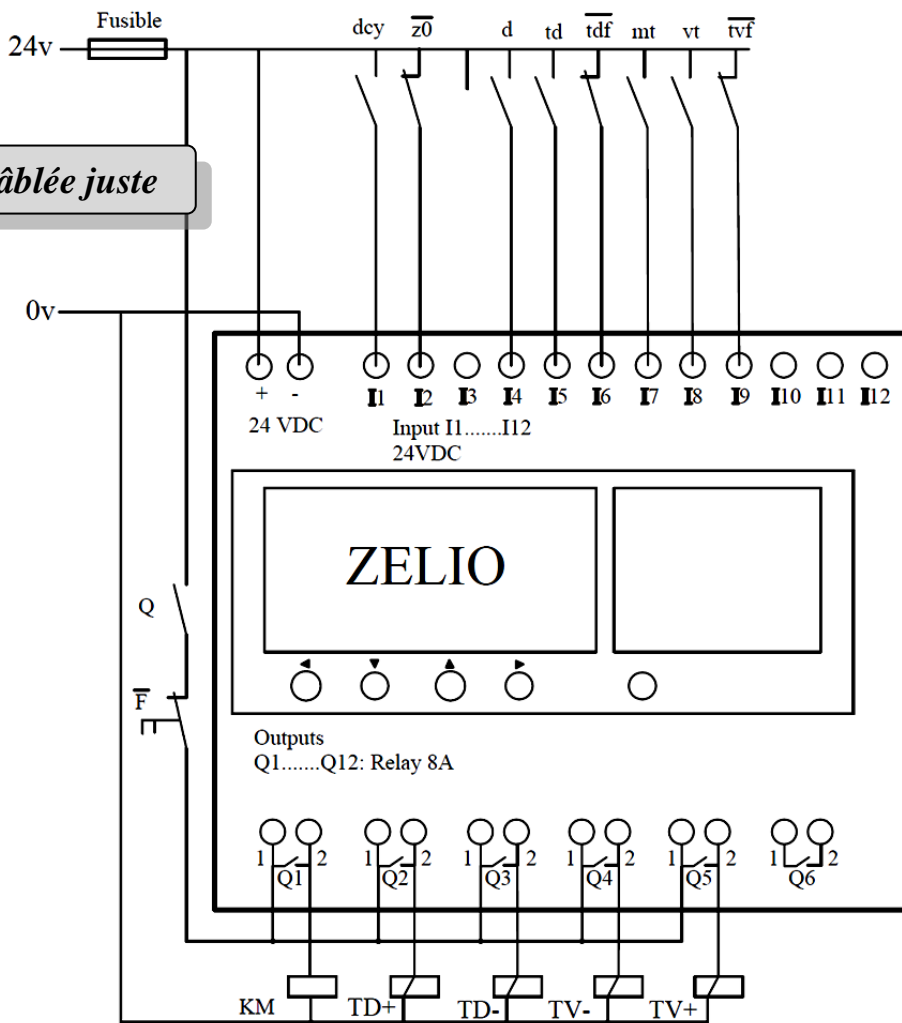 Fusible
24v
dcy z0 d td tdf mt vt tvf
âblée juste
0v
+ -
24 VDC
I1 I2 I3 I4 I5 I6 I7 I8 I9 I10 I11 I12
Input I1.......I12
24VDC
ZELIO
Q
F
Outputs
Q1.......Q12: Relay 8A
1 2 1 2 1 2 1 2 1 2 1 2
Q1 Q2 Q3 Q4 Q5 Q6
KM TD+ TD- TV- TV+